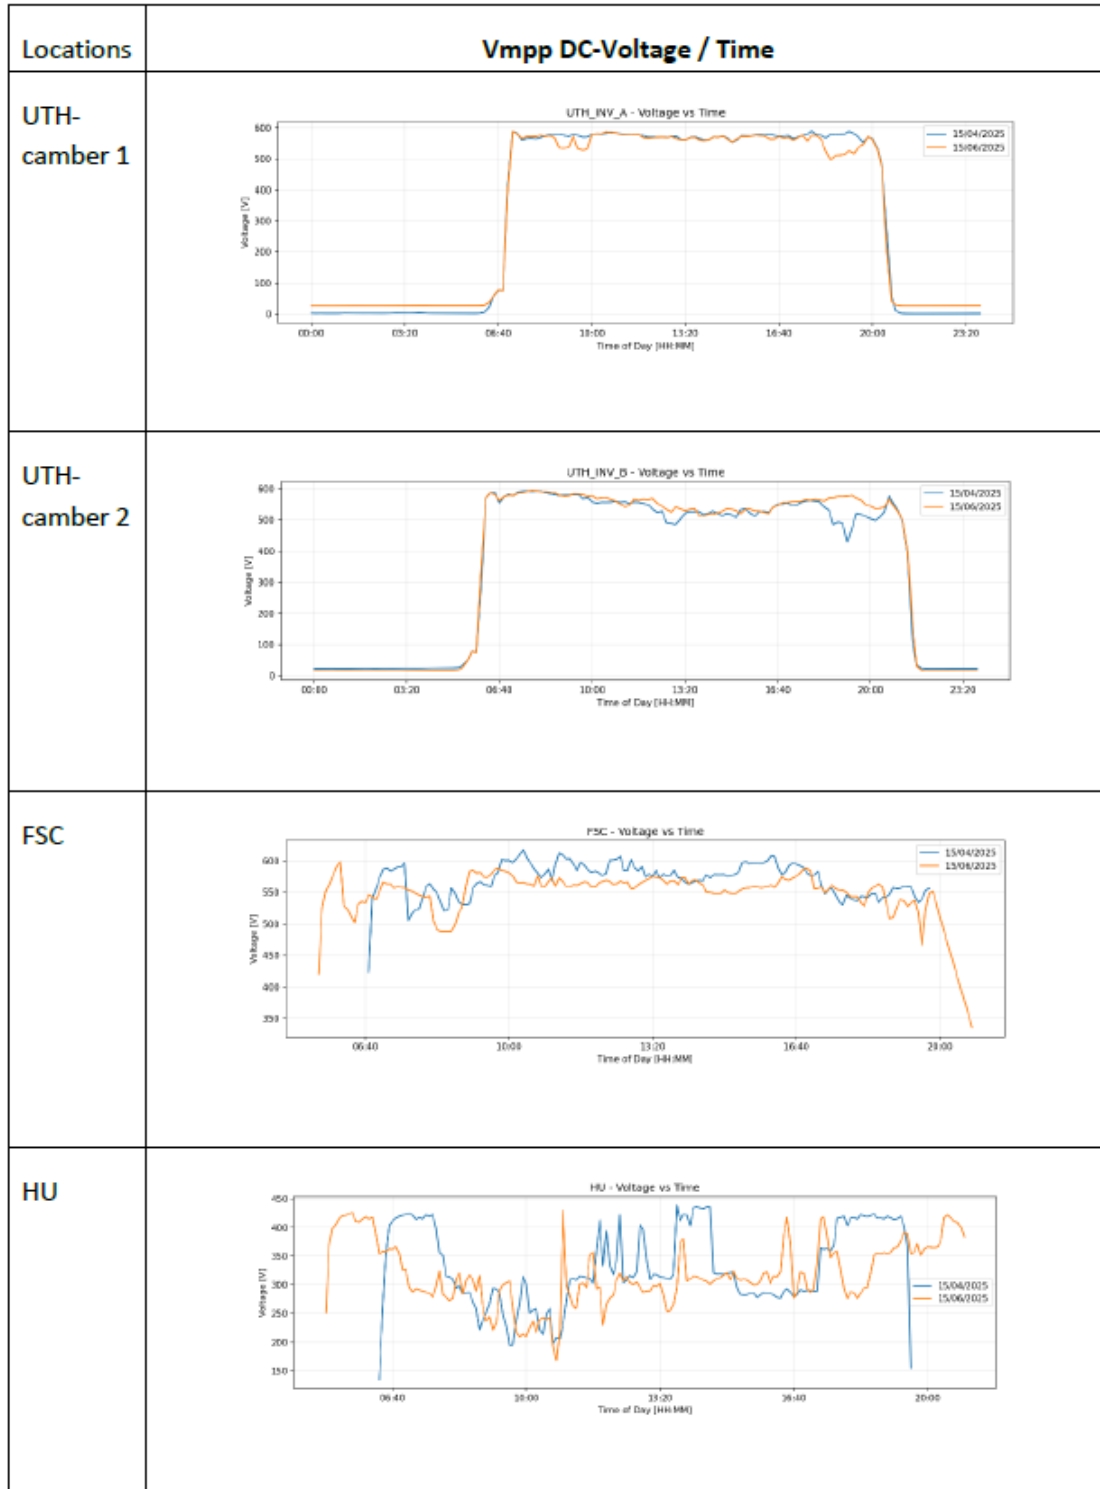 Locations
Vmpp DC-Voltage / Time
UTH-
camber 1
UTH_INV_A - Voltage vs Time
15/04/2025
15/06/2025
Voltage [V]
600
500
400
300
200
100
0
00:00 03:20 06:40 10:00 13:20 16:40 20:00 23:20
Time of Day [HH:MM]
UTH-
camber 2
UTH_INV_B - Voltage vs Time
15/04/2025
15/06/2025
Voltage [V]
600
500
400
300
200
100
0
00:00 03:20 06:40 10:00 13:20 16:40 20:00 23:20
Time of Day [HH:MM]
FSC
FSC - Voltage vs Time
15/04/2025
15/06/2025
Voltage [V]
600
550
500
450
400
350
06:40 10:00 13:20 16:40 20:00
Time of Day [HH:MM]
HU
HU - Voltage vs Time
15/04/2025
15/06/2025
Voltage [V]
450
400
350
300
250
200
150
06:40 10:00 13:20 16:40 20:00
Time of Day [HH:MM]